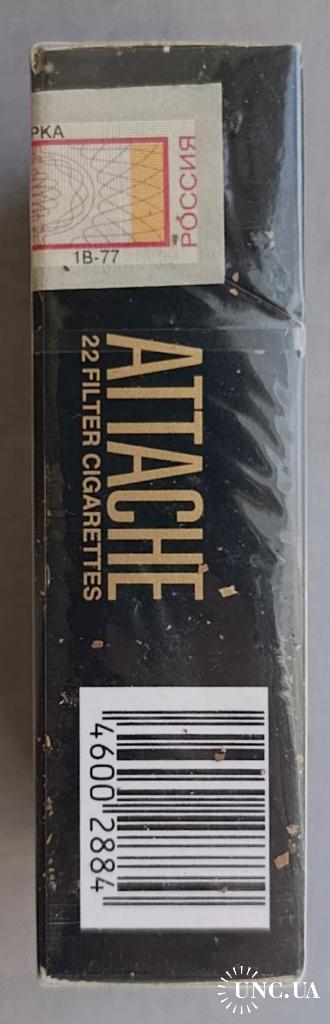 РКА
РОССИЯ
1В-77
ATTACHE
22 FILTER CIGARETTES
4600 2884
UNC.UA